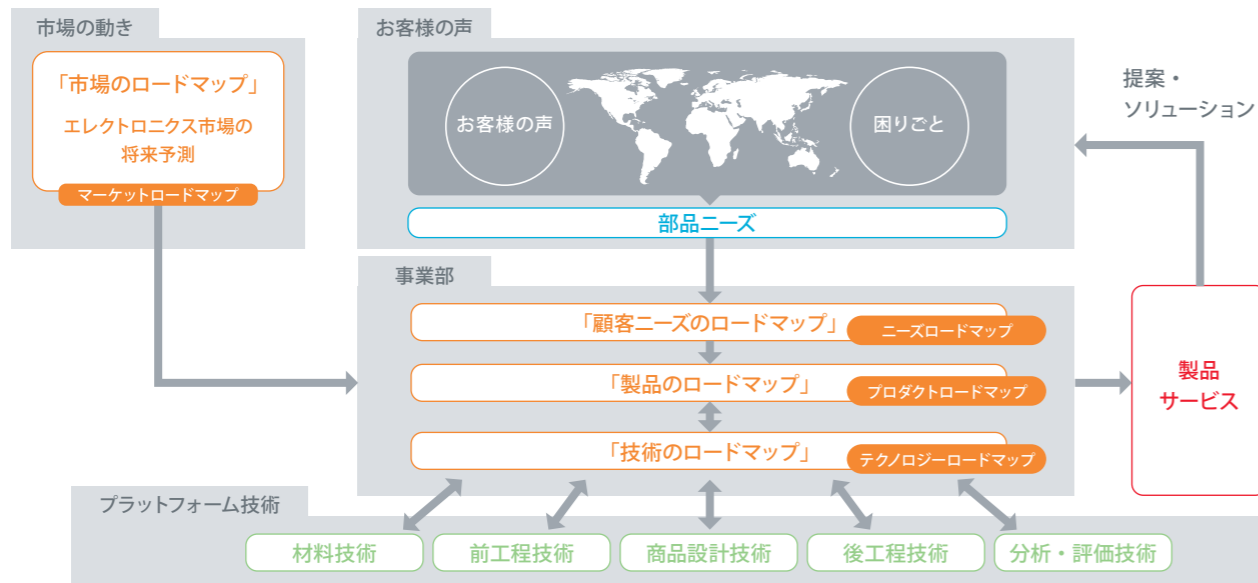 市場の動き
「市場のロードマップ」
エレクトロニクス市場の
将来予測
マーケットロードマップ
お客様の声
お客様の声
困りごと
部品ニーズ
提案・
ソリューション
事業部
「顧客ニーズのロードマップ」
ニーズロードマップ
「製品のロードマップ」
プロダクトロードマップ
「技術のロードマップ」
テクノロジーロードマップ
製品
サービス
プラットフォーム技術
材料技術
前工程技術
商品設計技術
後工程技術
分析・評価技術